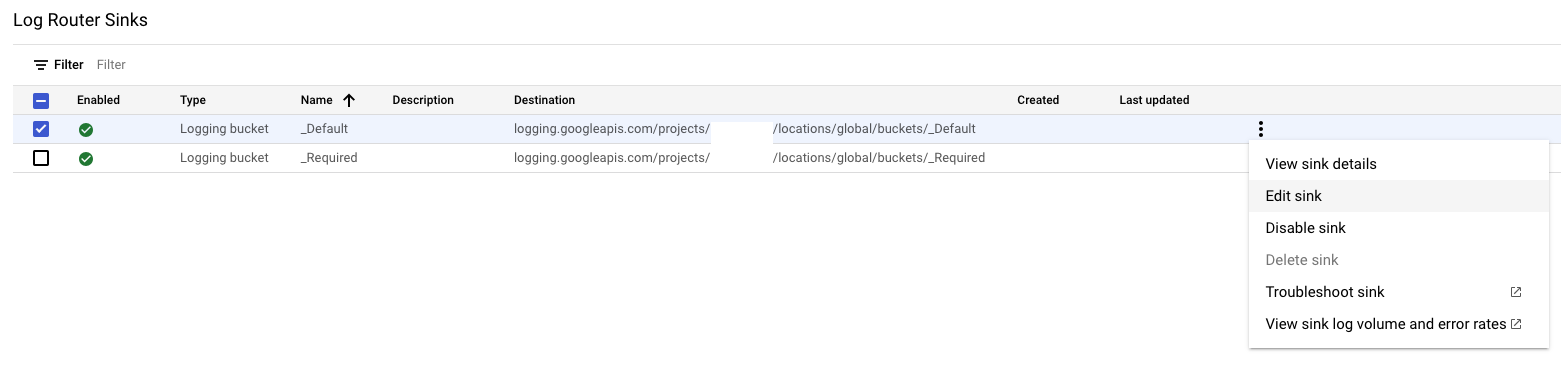 Log Router Sinks
Filter Filter
Enabled Type Name Description Destination Created Last updated
Logging bucket _Default logging.googleapis.com/projects/ /locations/global/buckets/_Default
Logging bucket _Required logging.googleapis.com/projects/ /locations/global/buckets/_Required
View sink details
Edit sink
Disable sink
Delete sink
Troubleshoot sink
View sink log volume and error rates